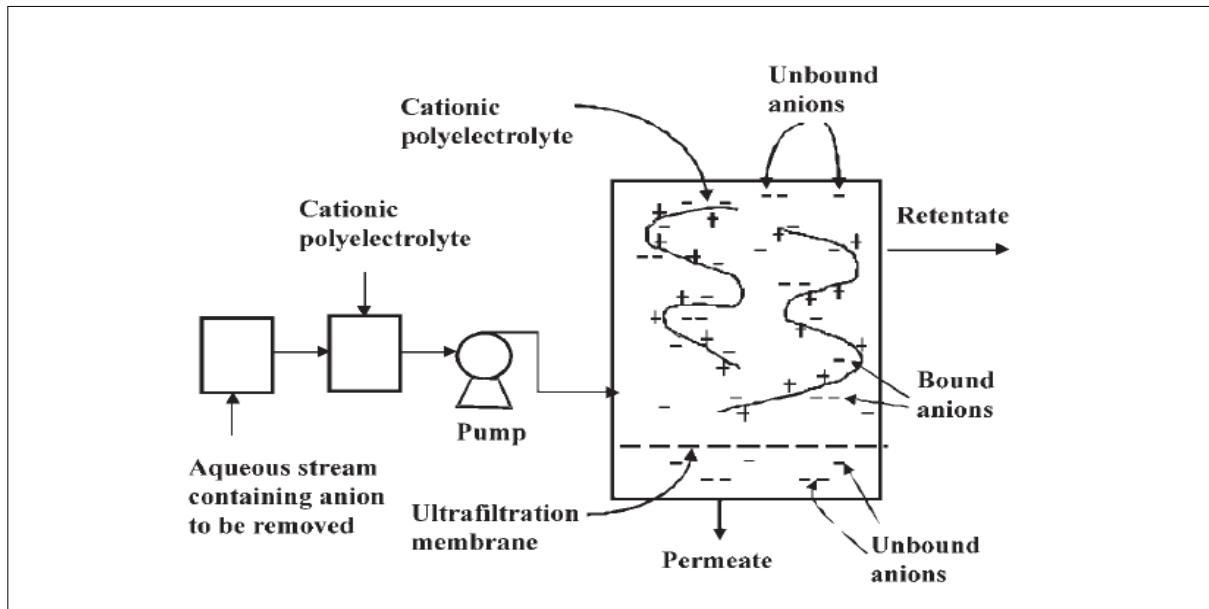 Unbound
anions
Cationic
polyelectrolyte
Cationic
polyelectrolyte
Retentate
Bound
anions
Pump
Aqueous stream
containing anion
to be removed
Ultrafiltration
membrane
Permeate
Unbound
anions